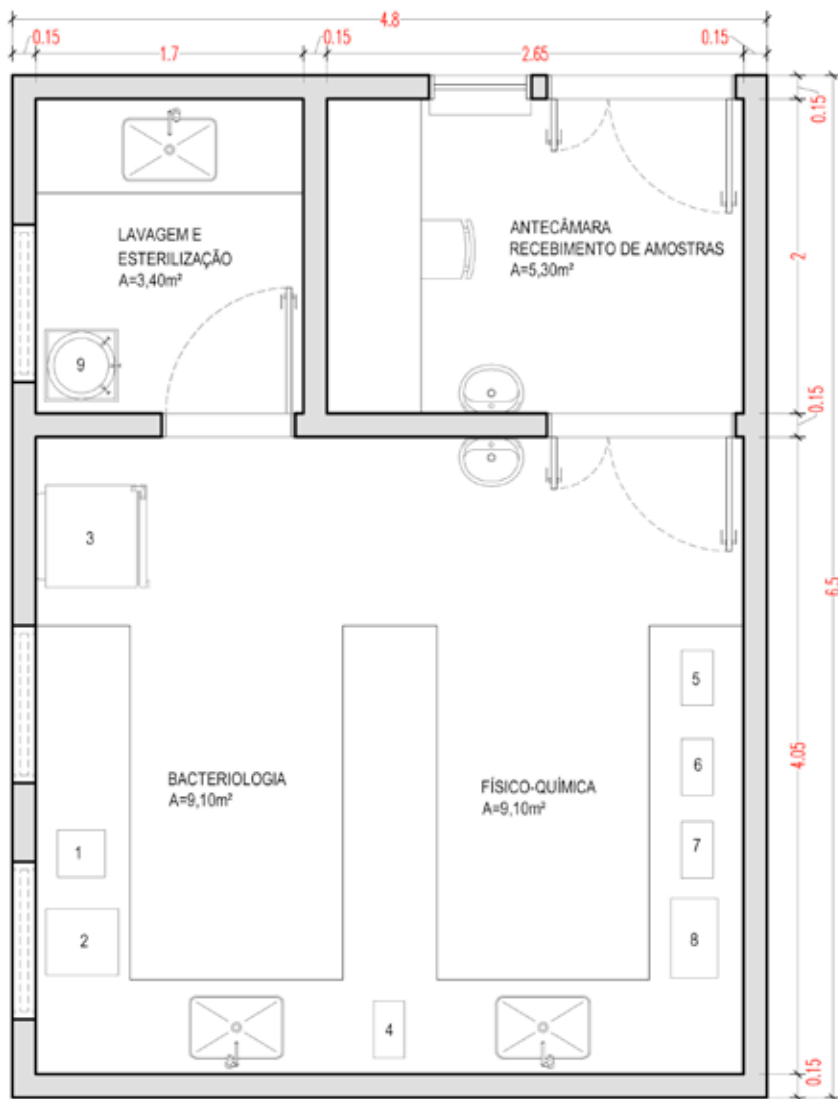 4.8
0.15
1.7
0.15
2.65
0.15
0.15
LAVAGEM E
ESTERILIZAÇÃO
A=3,40m²
ANTECÂMARA
RECEBIMENTO DE AMOSTRAS
A=5,30m²
2
9
0.15
3
6.5
5
6
4.05
BACTERIOLOGIA
A=9,10m²
FÍSICO-QUÍMICA
A=9,10m²
1
7
2
8
4
0.15